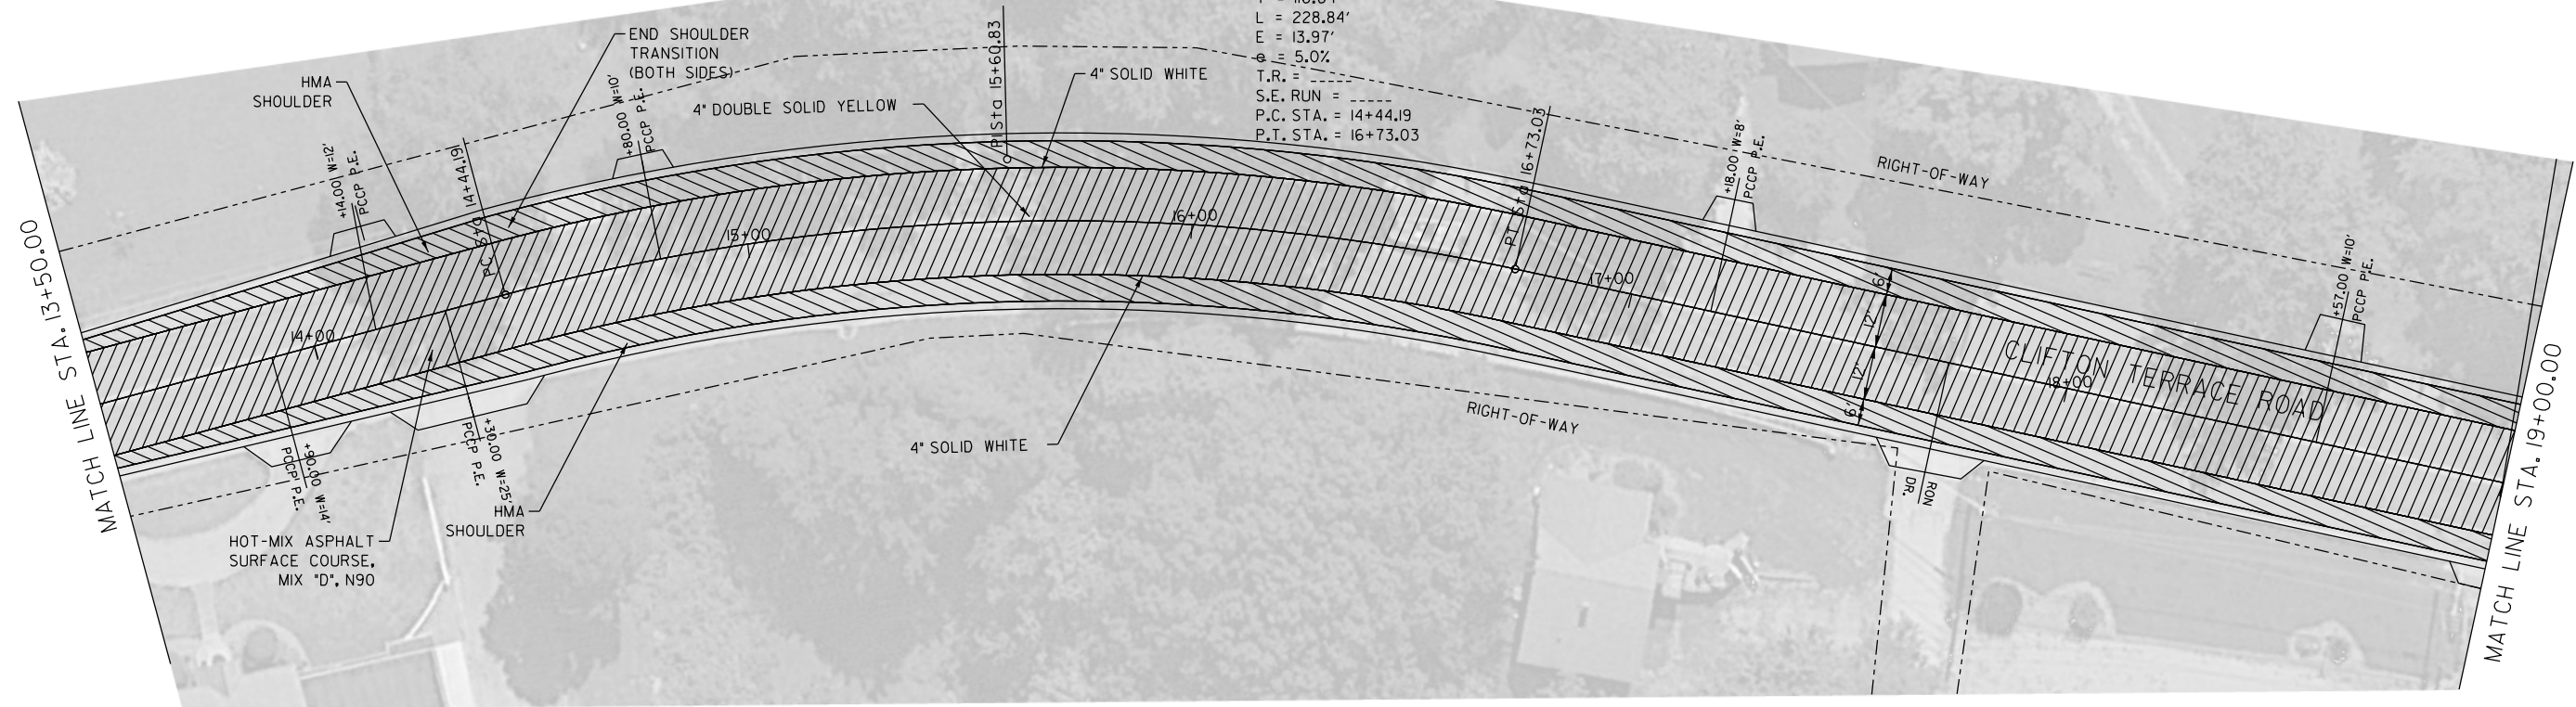 L = 228.84'
E = 13.97'
e = 5.0%
T.R. = _____
S.E. RUN = _____
P.C. STA. = 14+44.19
P.T. STA. = 16+73.03
END SHOULDER
TRANSITION
(BOTH SIDES)
HMA
SHOULDER
4" DOUBLE SOLID YELLOW
4" SOLID WHITE
PI Sta 15+60.83
+14.00 W=12'
PCCP P.E.
PC Sta 14+44.19
+80.00 W=10'
PCCP P.E.
PT Sta 16+73.03
+18.00 W=8'
PCCP P.E.
RIGHT-OF-WAY
+57.00 W=10'
PCCP P.E.
MATCH LINE STA. 13+50.00
14+00
15+00
16+00
17+00
18+00
6'
12'
12'
6'
CLIFTON TERRACE ROAD
MATCH LINE STA. 19+00.00
+90.00 W=14'
PCCP P.E.
+30.00 W=25'
PCCP P.E.
HMA
SHOULDER
HOT-MIX ASPHALT
SURFACE COURSE,
MIX "D", N90
4" SOLID WHITE
RIGHT-OF-WAY
RON
DR.